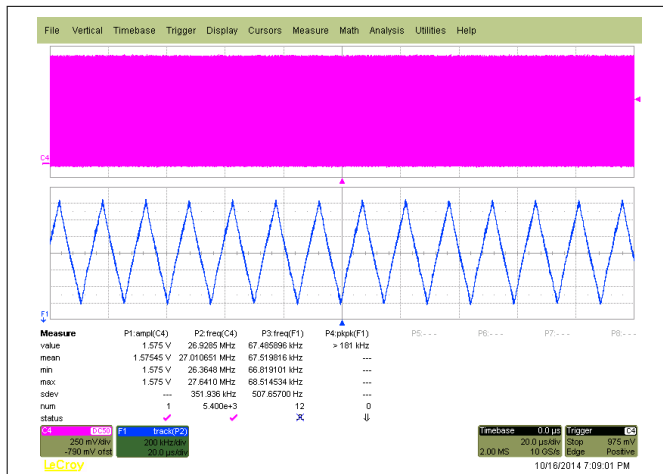 File Vertical Timebase Trigger Display Cursors Measure Math Analysis Utilities Help
C4
F1
Measure P1:ampl(C4) P2:freq(C4) P3:freq(F1) P4:pkpk(F1) P5:--- P6:--- P7:--- P8:---
value 1.575 V 26.9285 MHz 67.485896 kHz > 181 kHz
mean 1.57545 V 27.010651 MHz 67.519816 kHz ---
min 1.575 V 26.3648 MHz 66.819101 kHz ---
max 1.575 V 27.6410 MHz 68.514534 kHz ---
sdev --- 351.936 kHz 507.65700 Hz ---
num 1 5.400e+3 12 0
status
C4 DC50
250 mV/div
-790 mV ofst
F1 track(P2)
200 kHz/div
20.0 µs/div
Timebase 0.0 µs
20.0 µs/div
2.00 MS 10 GS/s
Trigger C4
Stop 975 mV
Edge Positive
LeCroy
10/16/2014 7:09:01 PM